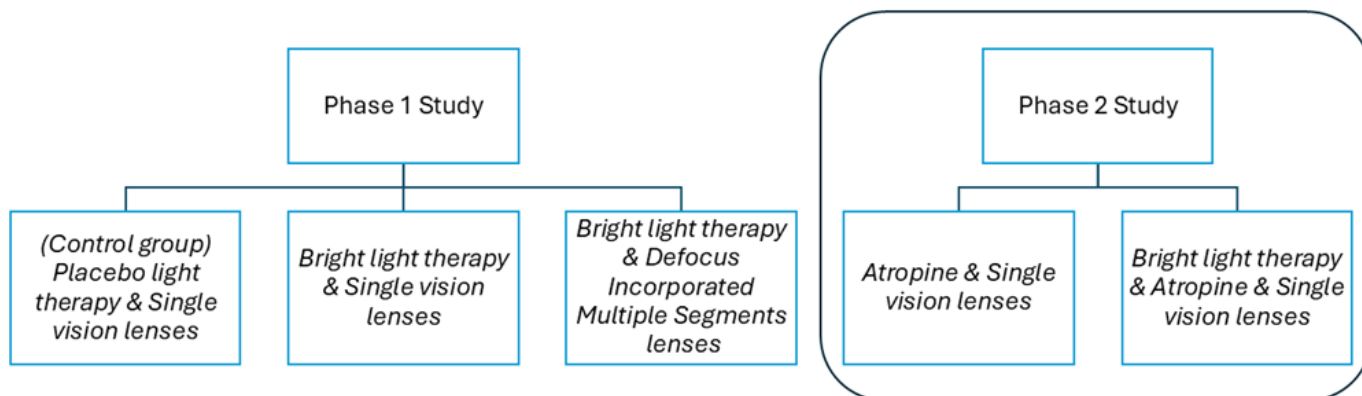 Phase 1 Study
Phase 2 Study
(Control group)
Placebo light
therapy & Single
vision lenses
Bright light therapy
& Single vision
lenses
Bright light therapy
& Defocus
Incorporated
Multiple Segments
lenses
Atropine & Single
vision lenses
Bright light therapy
& Atropine & Single
vision lenses